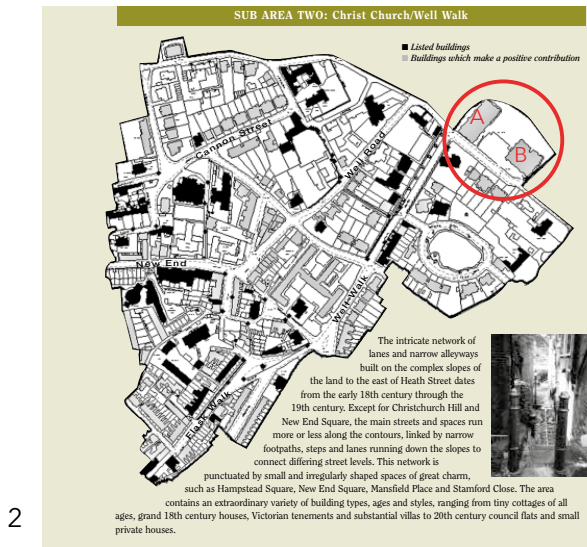 SUB AREA TWO: Christ Church/Well Walk
Listed buildings
Buildings which make a positive contribution
A
B
Cannon Street
Well Road
New End
Well Walk
Flask Walk
The intricate network of
lanes and narrow alleyways
built on the complex slopes of
the land to the east of Heath Street dates
from the early 18th century through the
19th century. Except for Christchurch Hill and
New End Square, the main streets and spaces run
more or less along the contours, linked by narrow
footpaths, steps and lanes running down the slopes to
connect differing street levels. This network is
punctuated by small and irregularly shaped spaces of great charm,
such as Hampstead Square, New End Square, Mansfield Place and Stamford Close. The area
contains an extraordinary variety of building types, ages and styles, ranging from tiny cottages of all
ages, grand 18th century houses, Victorian tenements and substantial villas to 20th century council flats and small
private houses.
2